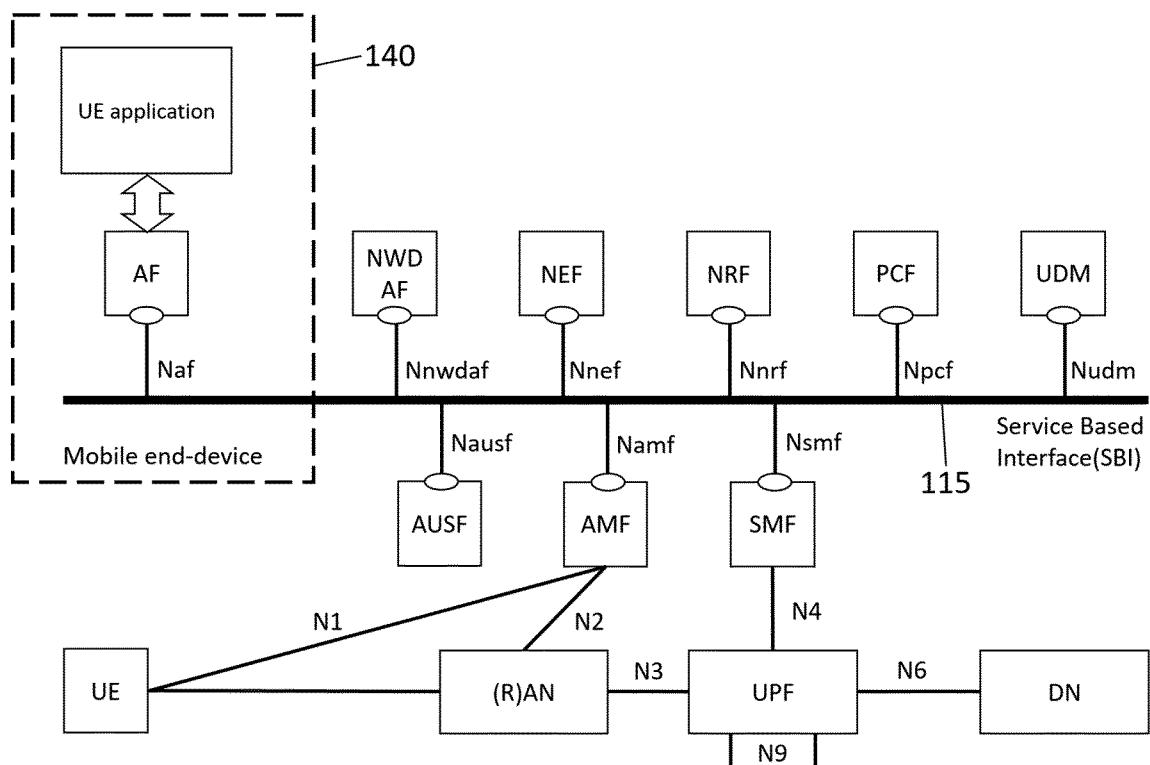 140
UE application
AF
NWD
AF
NEF
NRF
PCF
UDM
Naf
Nnwdaf
Nnef
Nnrf
Npcf
Nudm
Mobile end-device
Nausf
Namf
Nsmf
Service Based
Interface(SBI)
115
AUSF
AMF
SMF
N1
N2
N4
UE
(R)AN
N3
UPF
N6
DN
N9